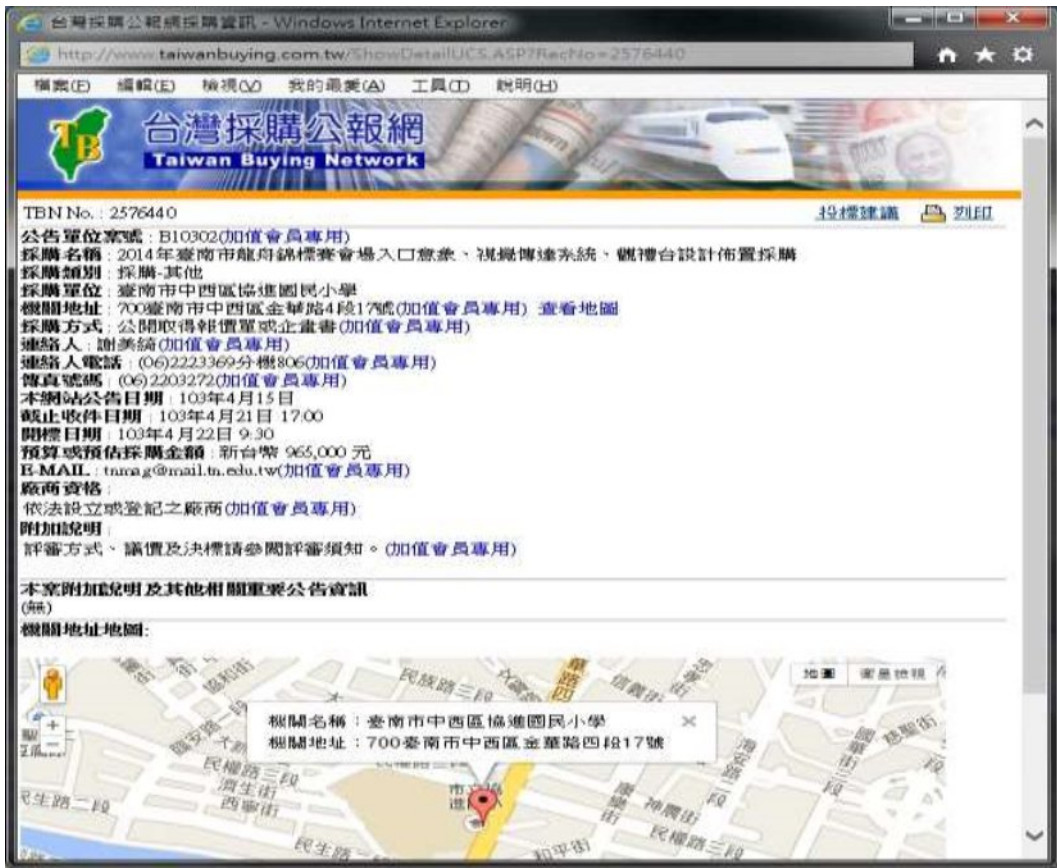 台灣採購公報網採購資訊 - Windows Internet Explorer
http://www.taiwanbuying.com.tw/ShowDetailUCS.ASP?RecNo=2576440
檔案(F) 編輯(E) 檢視(V) 我的最愛(A) 工具(T) 說明(H)
TB
台灣採購公報網
Taiwan Buying Network
TBN No. : 2576440
投標建議 列印
公告單位案號 : B10302(加值會員專用)
採購名稱 : 2014年臺南市龍舟錦標賽會場入口意象、視覺傳達系統、觀禮台設計佈置採購
採購類別 : 採購-其他
採購單位 : 臺南市中西區協進國民小學
機關地址 : 700臺南市中西區金華路4段17號(加值會員專用) 查看地圖
採購方式 : 公開取得報價單或企畫書(加值會員專用)
連絡人 : 謝美綺(加值會員專用)
連絡人電話 : (06)2223369分機806(加值會員專用)
傳真號碼 : (06)2203272(加值會員專用)
本網站公告日期 : 103年4月15日
截止收件日期 : 103年4月21日 17:00
開標日期 : 103年4月22日 9:30
預算或預估採購金額 : 新台幣 965,000 元
E-MAIL : tnmag@mail.tn.edu.tw(加值會員專用)
廠商資格 :
依法設立或登記之廠商(加值會員專用)
附加說明 :
評審方式、議價及決標請參閱評審須知。(加值會員專用)
本案附加說明及其他相關重要公告資訊
(無)
機關地址地圖:
地圖 衛星檢視
民族路三段
信義街
機關名稱：臺南市中西區協進國民小學
機關地址：700臺南市中西區金華路四段17號
民權路三段
濟生街
西寧街
海安路三段
國華街三段
康樂街
神農街
民權路三段
和平街
民生路二段